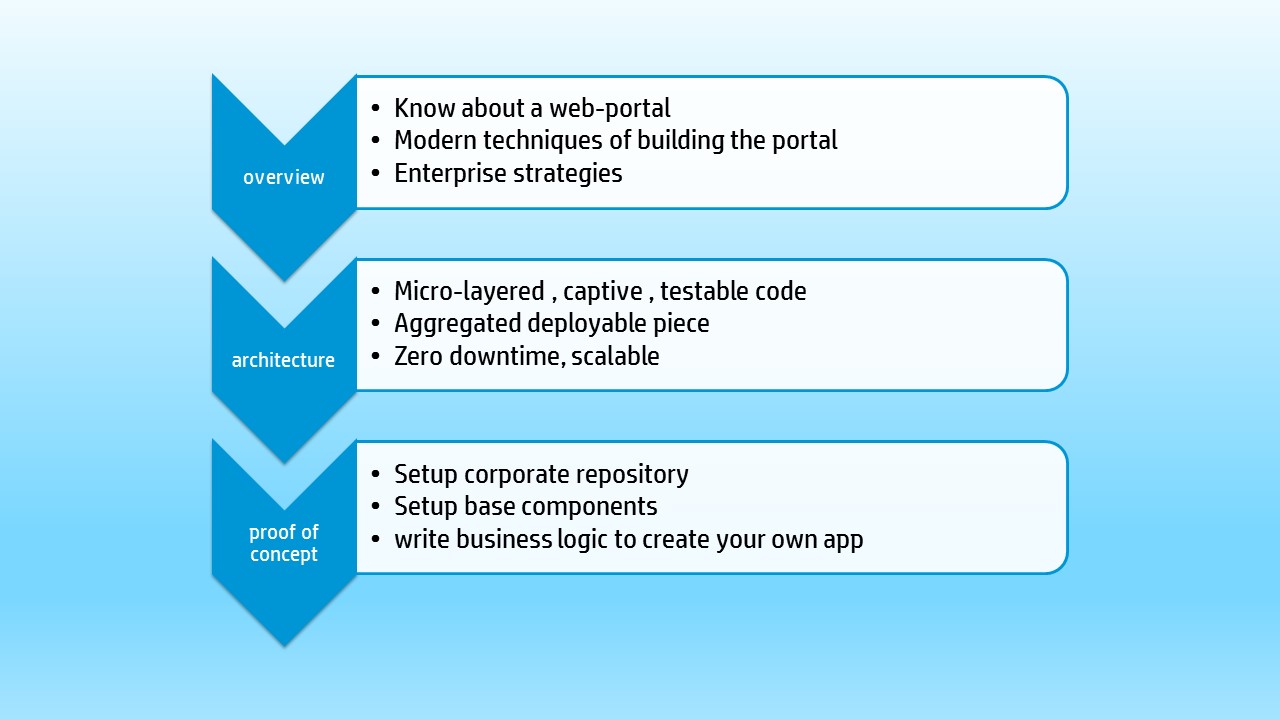 overview
• Know about a web-portal
• Modern techniques of building the portal
• Enterprise strategies
architecture
• Micro-layered , captive , testable code
• Aggregated deployable piece
• Zero downtime, scalable
proof of
concept
• Setup corporate repository
• Setup base components
• write business logic to create your own app